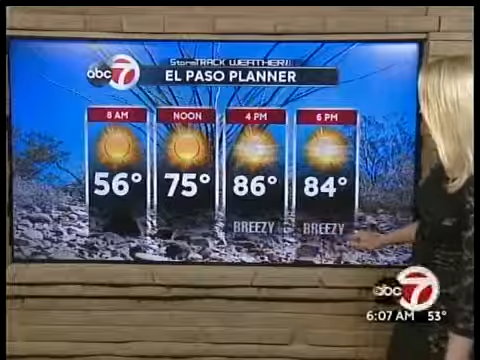 StormTRACK WEATHER!!
abc 7 EL PASO PLANNER
8 AM NOON 4 PM 6 PM
56° 75° 86° 84°
BREEZY BREEZY
abc 7
6:07 AM 53°